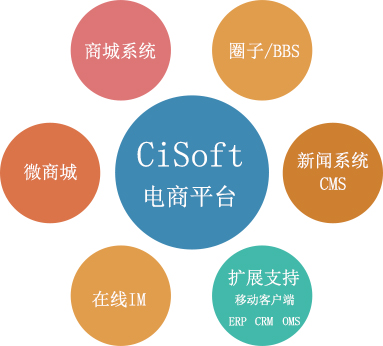 商城系统
圈子/BBS
CiSoft
电商平台
微商城
新闻系统
CMS
在线IM
扩展支持
移动客户端
ERP CRM OMS